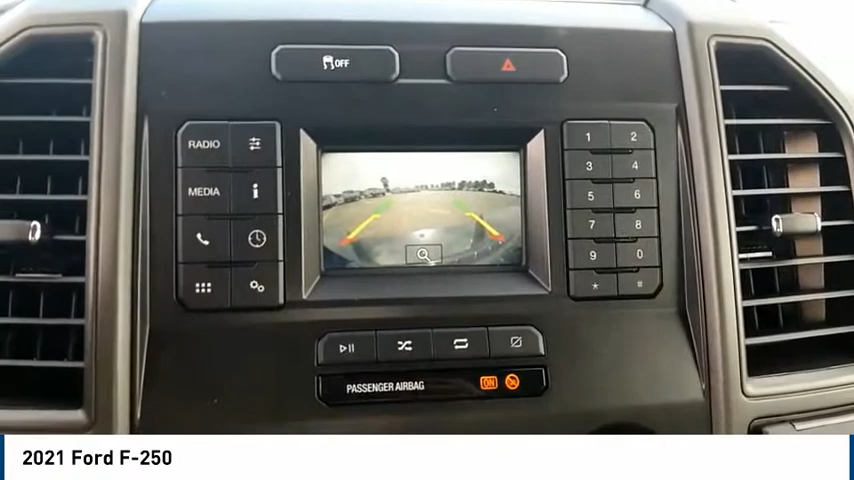 OFF
RADIO
1 2
3 4
MEDIA
i
5 6
7 8
9 0
* #
PASSENGER AIRBAG ON
2021 Ford F-250